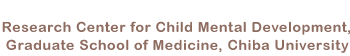 Research Center for Child Mental Development,
Graduate School of Medicine, Chiba University